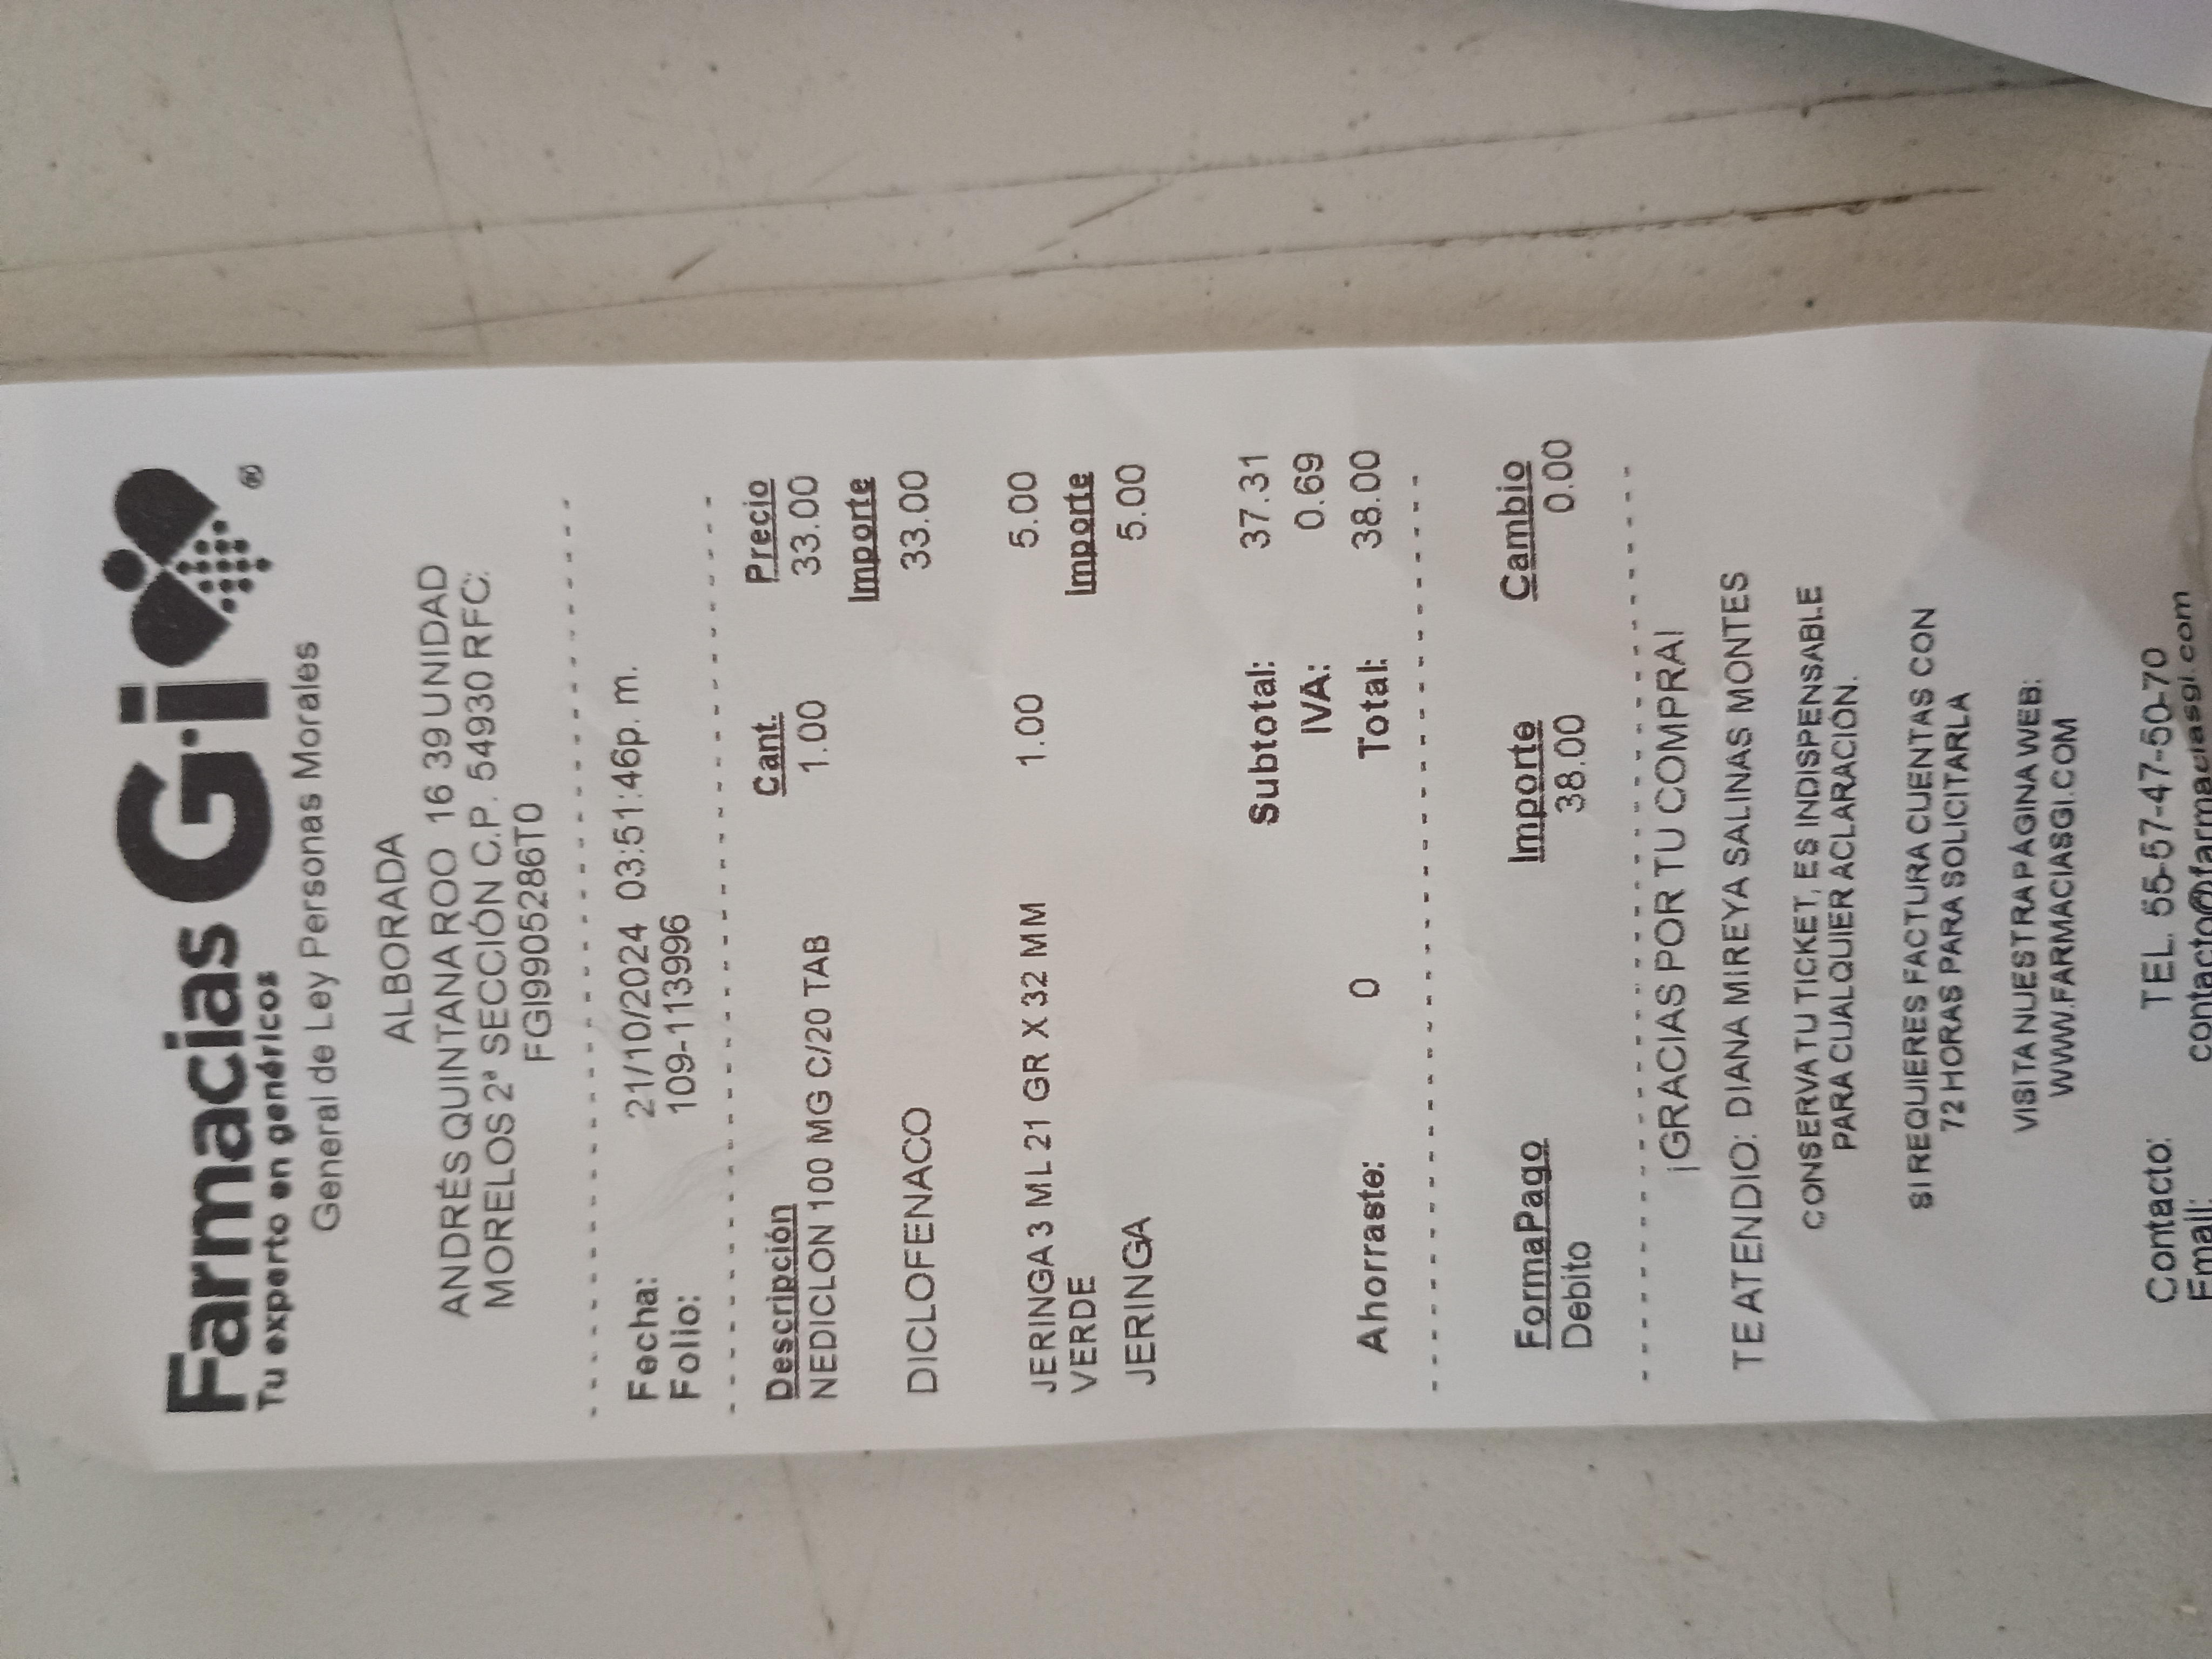 Farmacias Gi ®
Tu experto en genéricos
General de Ley Personas Morales
ALBORADA
ANDRÉS QUINTANA ROO 16 39 UNIDAD
MORELOS 2ª SECCIÓN C.P. 54930 RFC:
FGI9905286T0
Fecha: 21/10/2024 03:51:46p. m.
Folio: 109-113996
Descripción Cant. Precio
NEDICLON 100 MG C/20 TAB 1.00 33.00
Importe
DICLOFENACO 33.00
JERINGA 3 ML 21 GR X 32 MM 1.00 5.00
VERDE Importe
JERINGA 5.00
Subtotal: 37.31
IVA: 0.69
Ahorraste: 0 Total: 38.00
FormaPago Importe Cambio
Debito 38.00 0.00
¡GRACIAS POR TU COMPRA!
TE ATENDIO: DIANA MIREYA SALINAS MONTES
CONSERVA TU TICKET, ES INDISPENSABLE
PARA CUALQUIER ACLARACIÓN.
SI REQUIERES FACTURA CUENTAS CON
72 HORAS PARA SOLICITARLA
VISITA NUESTRA PÁGINA WEB:
WWW.FARMACIASGI.COM
Contacto: TEL. 55-57-47-50-70
Email: contacto@farmaciasgi.com